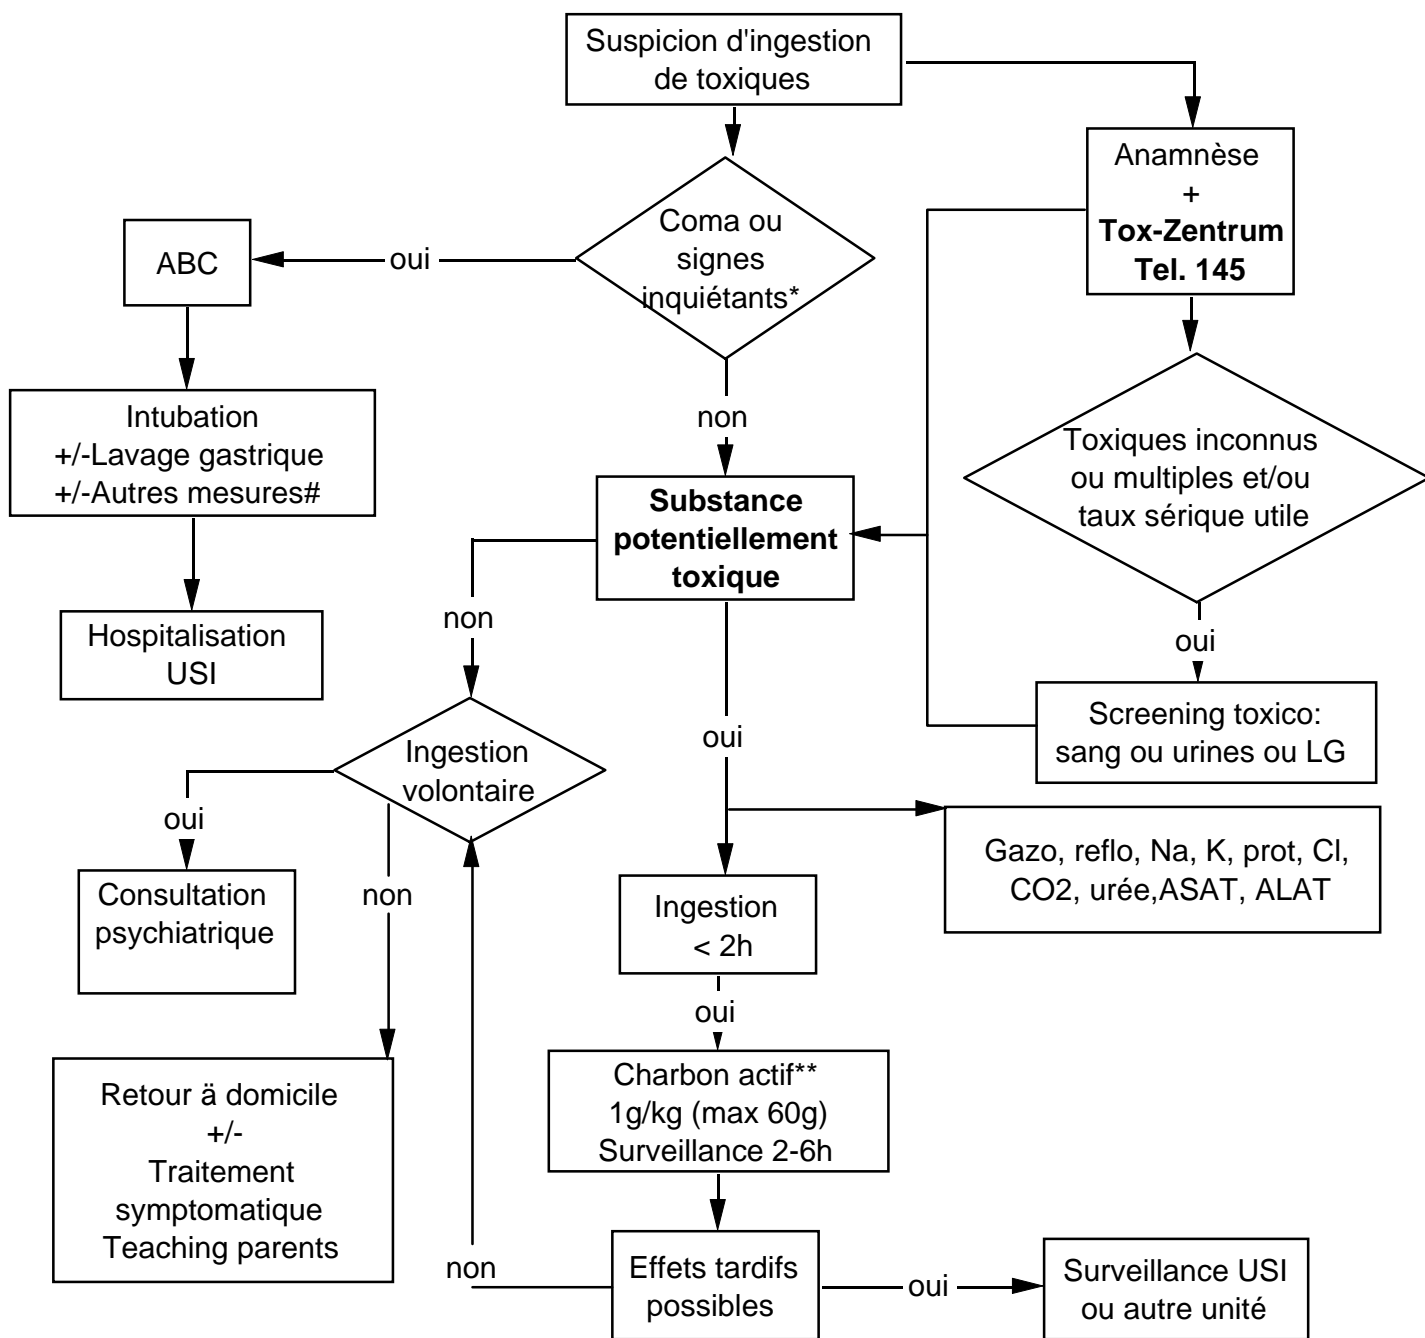 Suspicion d'ingestion
de toxiques
Anamnèse
+
Tox-Zentrum
Tel. 145
Coma ou
signes
inquiétants*
oui
ABC
non
Intubation
+/-Lavage gastrique
+/-Autres mesures#
Toxiques inconnus
ou multiples et/ou
taux sérique utile
Substance
potentiellement
toxique
Hospitalisation
USI
non
oui
Screening toxico:
sang ou urines ou LG
oui
Ingestion
volontaire
oui
non
Gazo, reflo, Na, K, prot, Cl,
CO2, urée,ASAT, ALAT
Consultation
psychiatrique
Ingestion
< 2h
oui
Charbon actif**
1g/kg (max 60g)
Surveillance 2-6h
Retour ä domicile
+/-
Traitement
symptomatique
Teaching parents
non
Effets tardifs
possibles
oui
Surveillance USI
ou autre unité